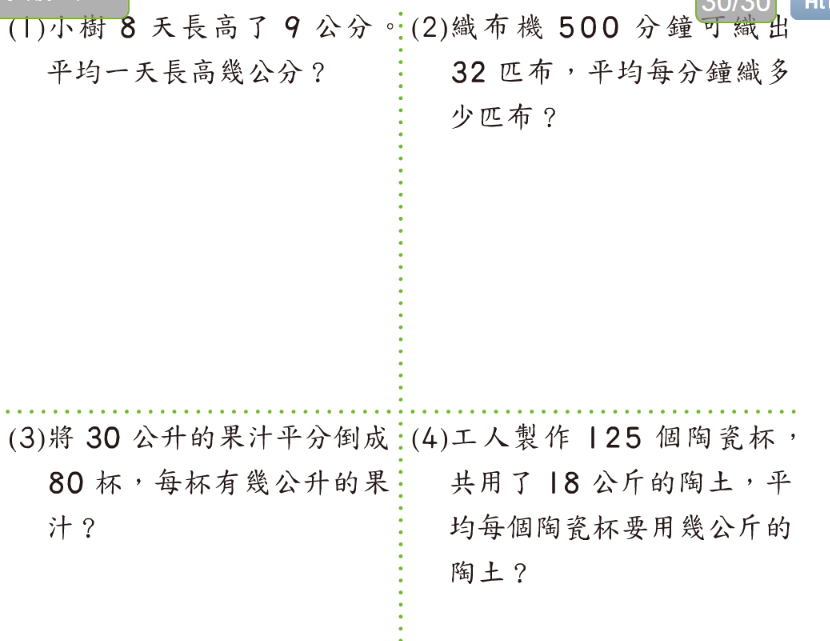 30/30
(1)小樹 8 天長高了 9 公分。
平均一天長高幾公分？
(2)織布機 500 分鐘可織出
32 匹布，平均每分鐘織多
少匹布？
(3)將 30 公升的果汁平分倒成
80 杯，每杯有幾公升的果
汁？
(4)工人製作 125 個陶瓷杯，
共用了 18 公斤的陶土，平
均每個陶瓷杯要用幾公斤的
陶土？